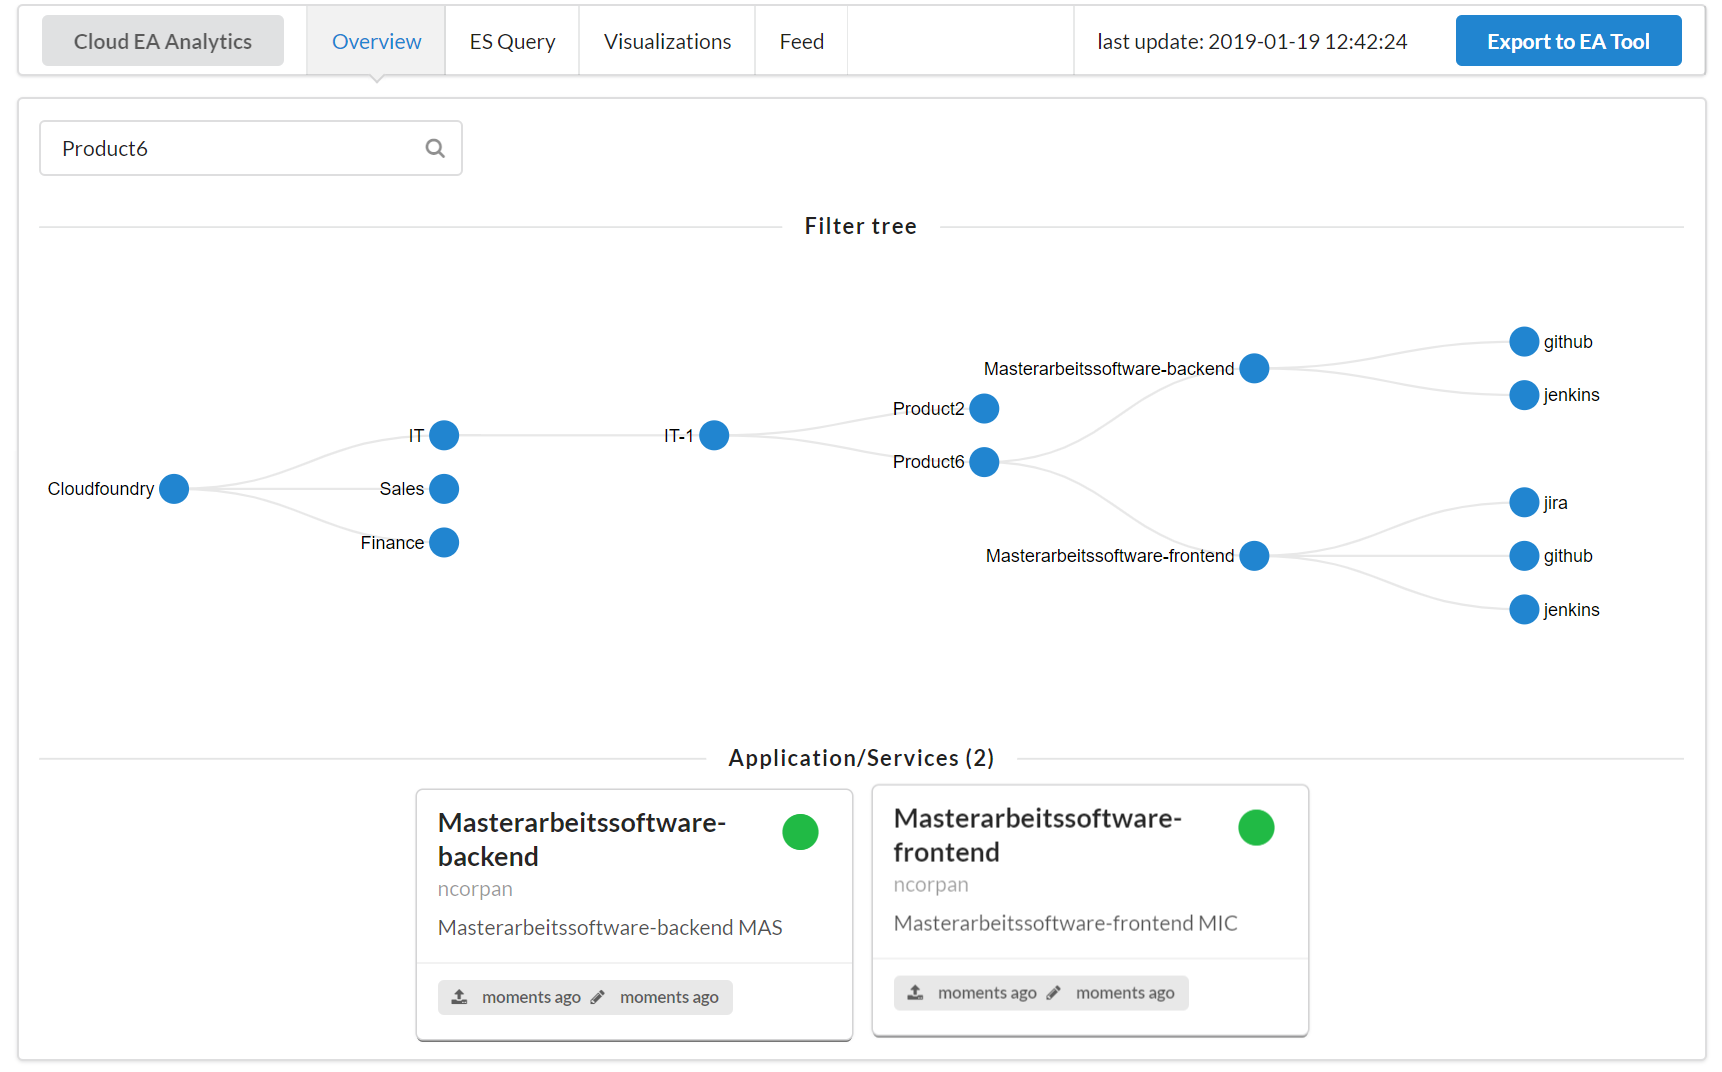 Cloud EA Analytics
Overview
ES Query
Visualizations
Feed
last update: 2019-01-19 12:42:24
Export to EA Tool
Product6
Filter tree
github
Masterarbeitssoftware-backend
jenkins
Product2
IT
IT-1
Product6
Cloudfoundry
Sales
jira
Finance
Masterarbeitssoftware-frontend
github
jenkins
Application/Services (2)
Masterarbeitssoftware-
backend
ncorpan
Masterarbeitssoftware-backend MAS
moments ago
moments ago
Masterarbeitssoftware-
frontend
ncorpan
Masterarbeitssoftware-frontend MIC
moments ago
moments ago